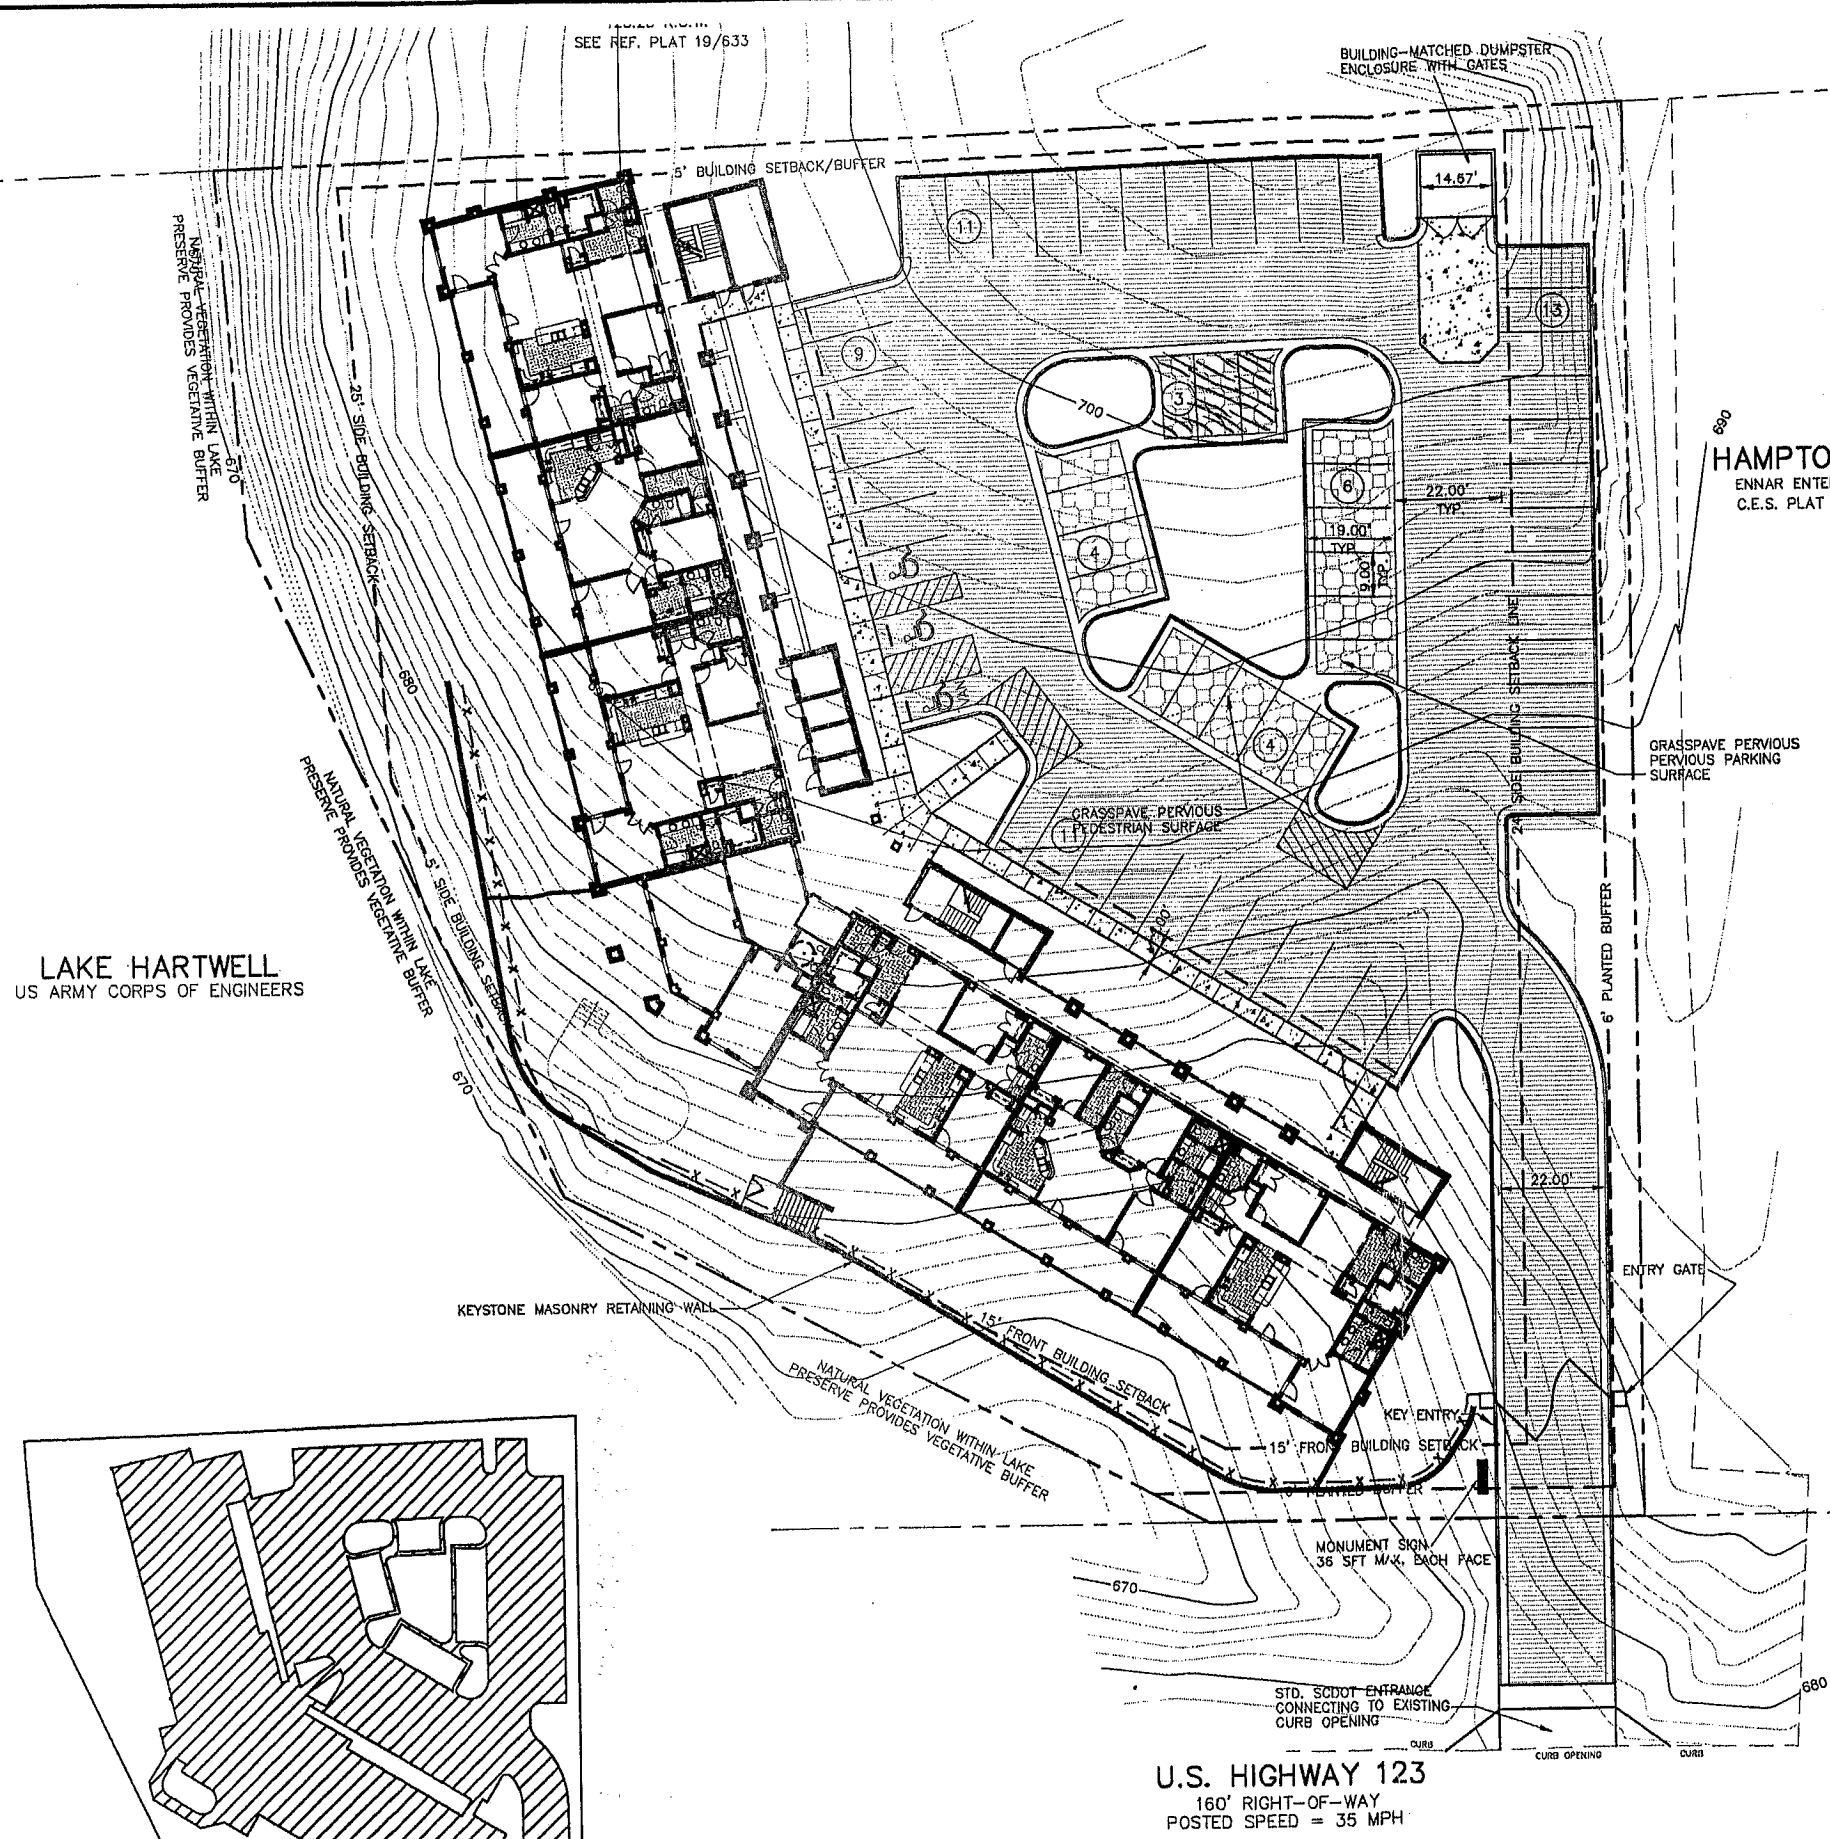 SEE REF. PLAT 19/633
BUILDING-MATCHED DUMPSTER
ENCLOSURE WITH GATES
5' BUILDING SETBACK/BUFFER
14.67'
11
13
9
3
700
6
22.00'
TYP.
19.00'
TYP.
9.00'
TYP.
4
4
690
HAMPTO
ENNAR ENTE
C.E.S. PLAT
NATURAL VEGETATION WITHIN LAKE
PRESERVE PROVIDES VEGETATIVE BUFFER
670
25' SIDE BUILDING SETBACK
680
VAN
SIDE BUILDING SETBACK LINE
GRASSPAVE PERVIOUS
PERVIOUS PARKING
SURFACE
GRASSPAVE PERVIOUS
PEDESTRIAN SURFACE
NATURAL VEGETATION WITHIN LAKE
PRESERVE PROVIDES VEGETATIVE BUFFER
5' SIDE BUILDING SETBACK
6' PLANTED BUFFER
LAKE HARTWELL
US ARMY CORPS OF ENGINEERS
670
22.00'
ENTRY GATE
KEYSTONE MASONRY RETAINING WALL
15' FRONT BUILDING SETBACK
NATURAL VEGETATION WITHIN LAKE
PRESERVE PROVIDES VEGETATIVE BUFFER
KEY ENTRY
15' FRONT BUILDING SETBACK
6' PLANTED BUFFER
MONUMENT SIGN
36 SFT MAX. EACH FACE
670
680
STD. SCDOT ENTRANCE
CONNECTING TO EXISTING
CURB OPENING
CURB
CURB OPENING
CURB
U.S. HIGHWAY 123
160' RIGHT-OF-WAY
POSTED SPEED = 35 MPH